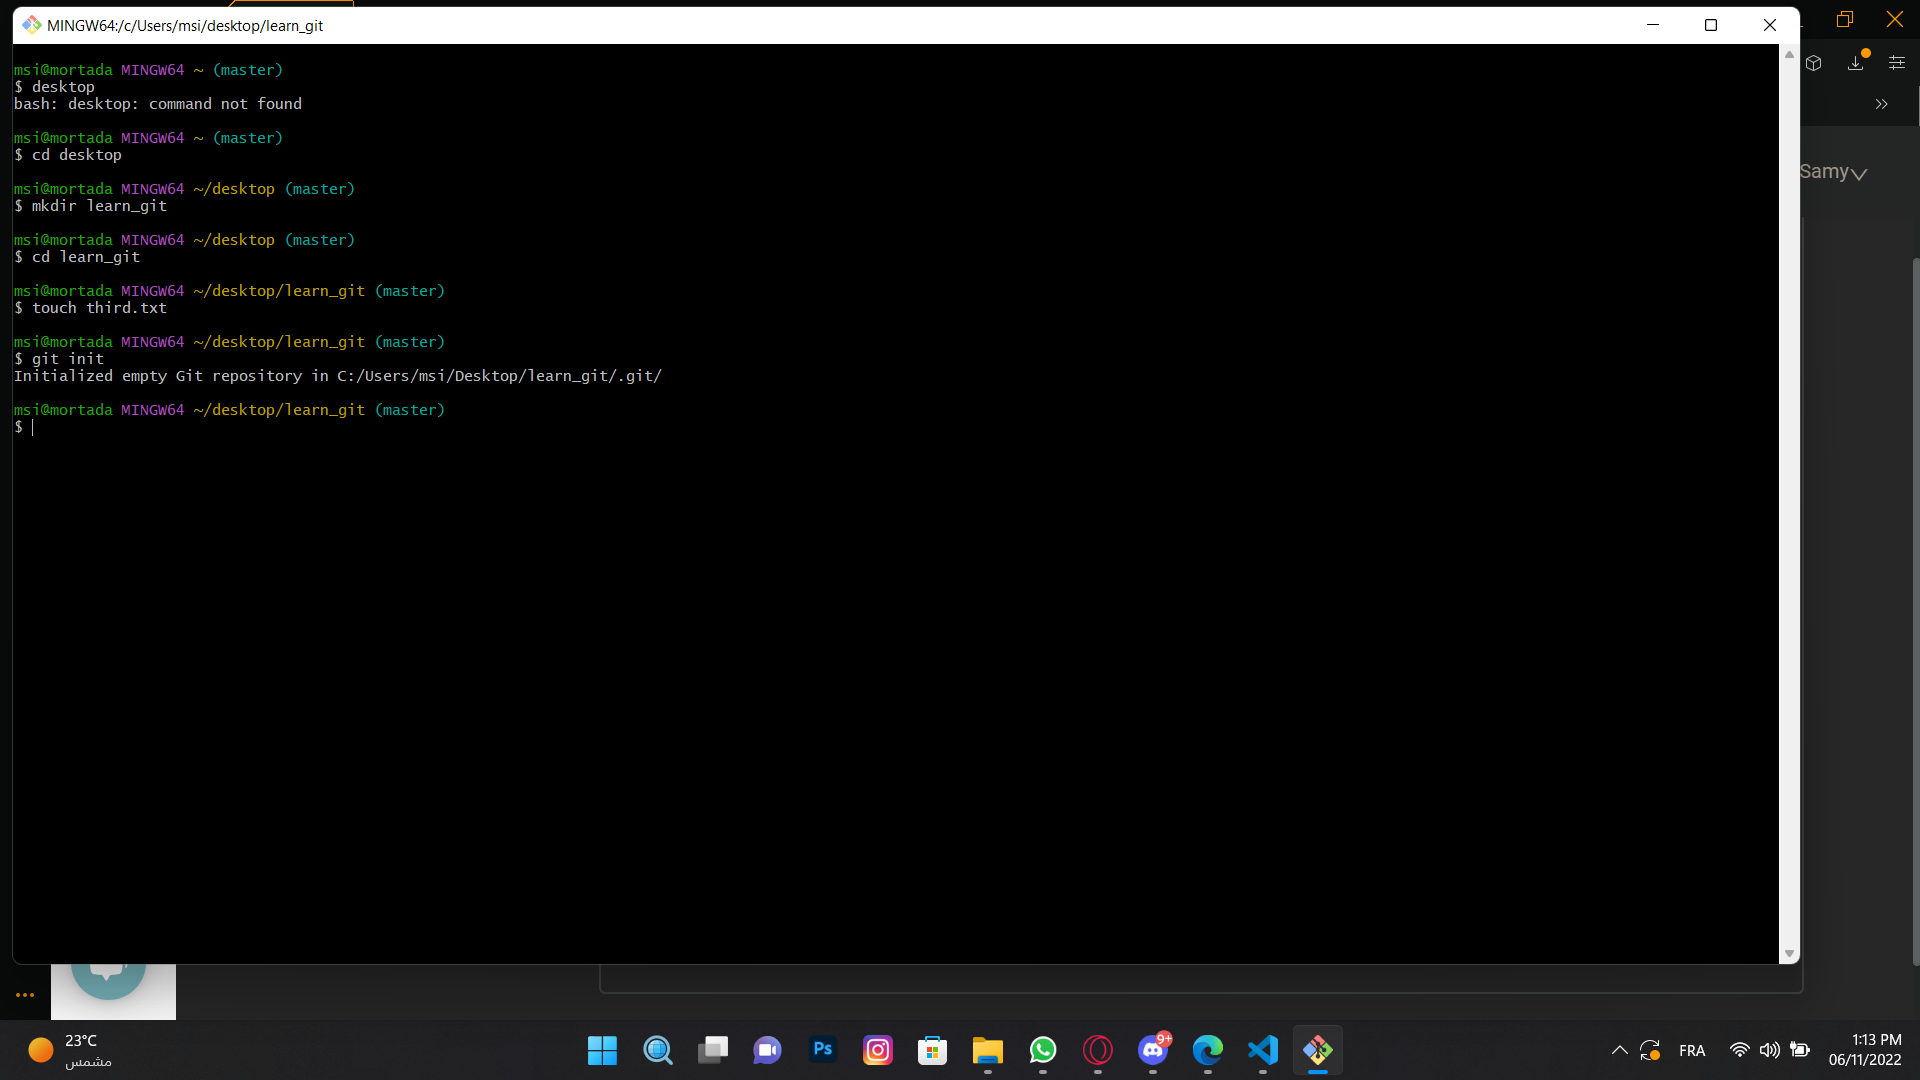 MINGW64:/c/Users/msi/desktop/learn_git
msi@mortada MINGW64 ~ (master)
$ desktop
bash: desktop: command not found
msi@mortada MINGW64 ~ (master)
$ cd desktop
msi@mortada MINGW64 ~/desktop (master)
$ mkdir learn_git
msi@mortada MINGW64 ~/desktop (master)
$ cd learn_git
msi@mortada MINGW64 ~/desktop/learn_git (master)
$ touch third.txt
msi@mortada MINGW64 ~/desktop/learn_git (master)
$ git init
Initialized empty Git repository in C:/Users/msi/Desktop/learn_git/.git/
msi@mortada MINGW64 ~/desktop/learn_git (master)
$
Samy
23°C
مشمس
Ps
9+
FRA
1:13 PM
06/11/2022